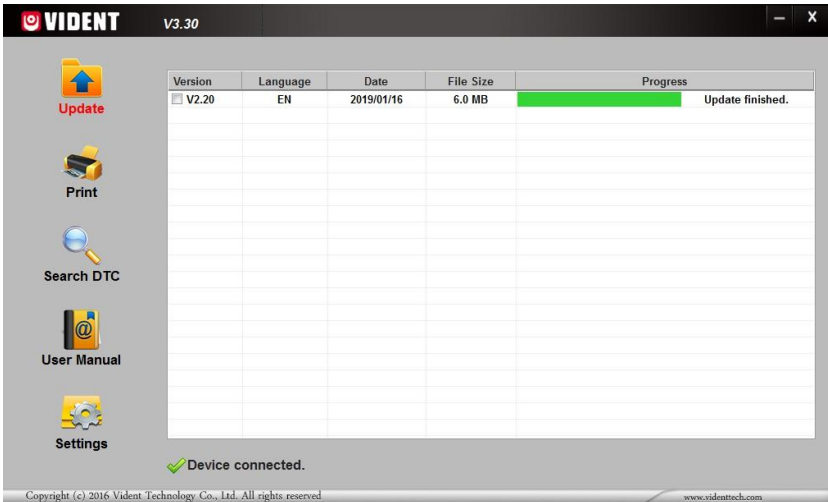 VIDENT V3.30
Update
Print
Search DTC
User Manual
Settings
Version Language Date File Size Progress
V2.20 EN 2019/01/16 6.0 MB Update finished.
Device connected.
Copyright (c) 2016 Vident Technology Co., Ltd. All rights reserved
www.videnttech.com